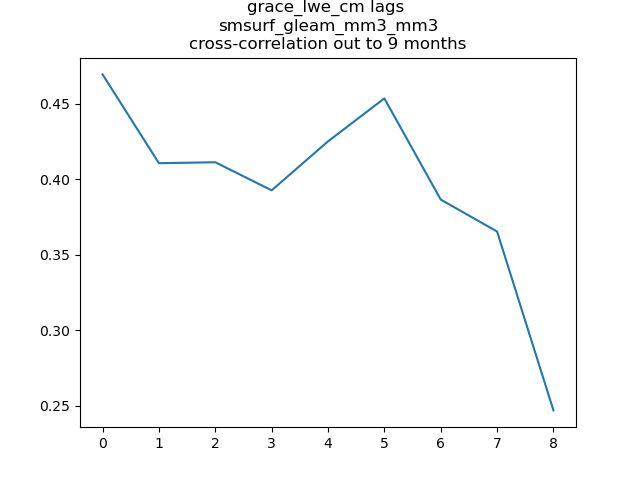 grace_lwe_cm lags
smsurf_gleam_mm3_mm3
cross-correlation out to 9 months
0.45
0.40
0.35
0.30
0.25
0 1 2 3 4 5 6 7 8